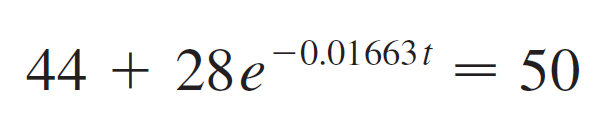 44 + 28e^{-0.01663t} = 50